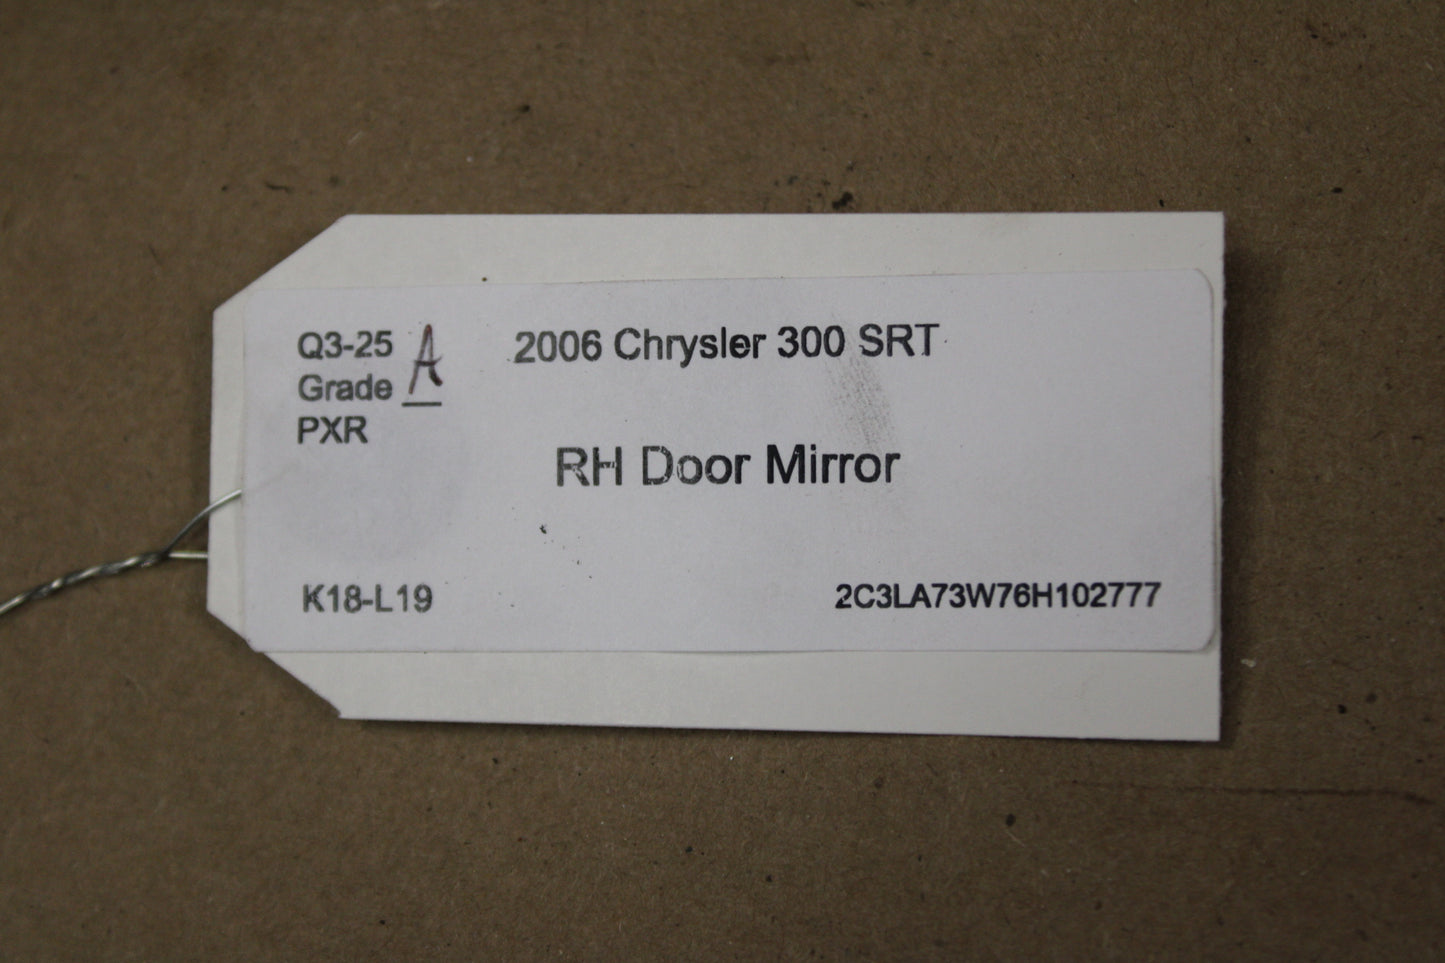 Q3-25
Grade A
PXR
2006 Chrysler 300 SRT
RH Door Mirror
K18-L19
2C3LA73W76H102777